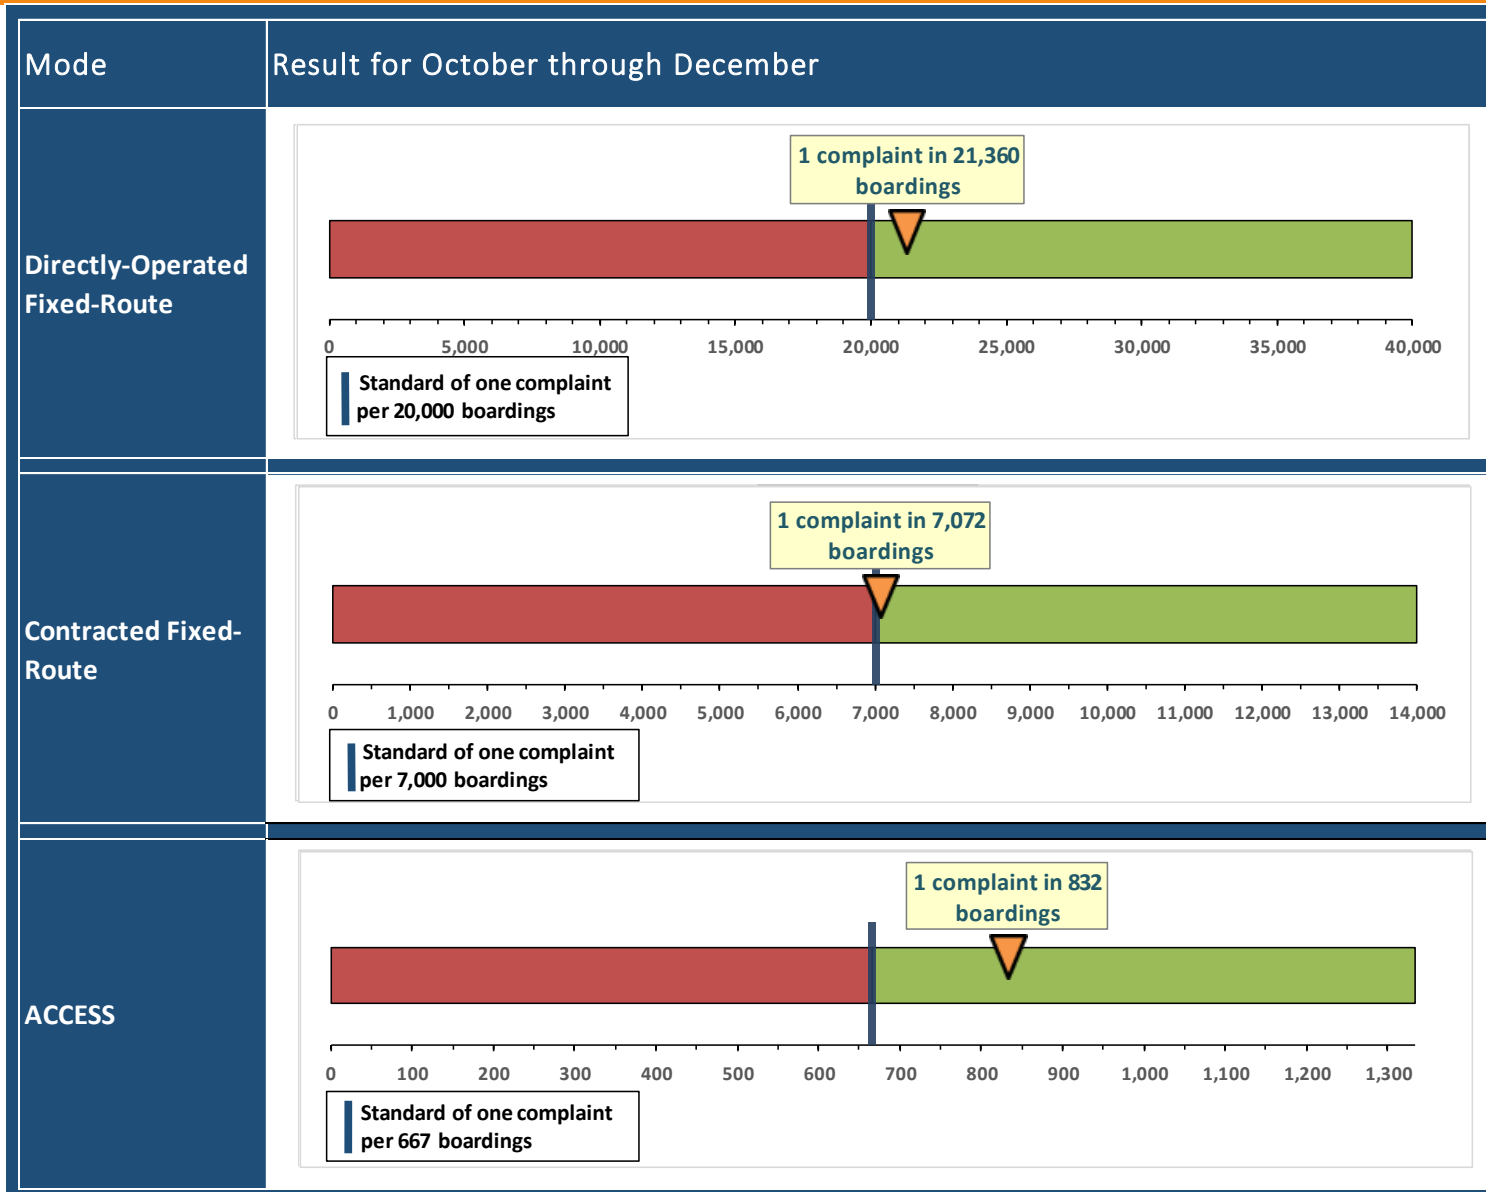 Mode
Result for October through December
Directly-Operated
Fixed-Route
1 complaint in 21,360
boardings
0 5,000 10,000 15,000 20,000 25,000 30,000 35,000 40,000
Standard of one complaint
per 20,000 boardings
Contracted Fixed-
Route
1 complaint in 7,072
boardings
0 1,000 2,000 3,000 4,000 5,000 6,000 7,000 8,000 9,000 10,000 11,000 12,000 13,000 14,000
Standard of one complaint
per 7,000 boardings
ACCESS
1 complaint in 832
boardings
0 100 200 300 400 500 600 700 800 900 1,000 1,100 1,200 1,300
Standard of one complaint
per 667 boardings